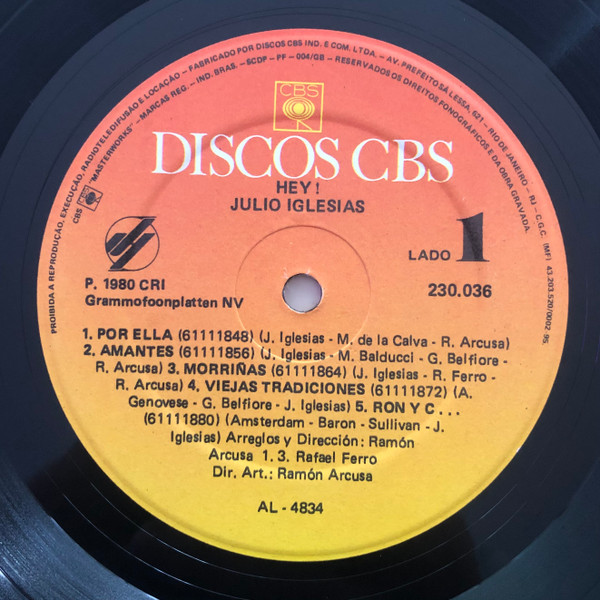 PROIBIDA A REPRODUÇÃO, EXECUÇÃO, RADIOTELEDIFUSÃO E LOCAÇÃO - FABRICADO POR DISCOS CBS IND. E COM. LTDA. - AV. PREFEITO SÁ LESSA, 621 - RIO DE JANEIRO - RJ - C.G.C. (MF) 43.203.520/0002 95
CBS "MASTERWORKS" - MARCAS REG. - IND. BRAS. - SCDP - PF - 004/GB - RESERVADOS OS DIREITOS FONOGRAFICOS E DA OBRA GRAVADA.
CBS
DISCOS CBS
HEY!
JULIO IGLESIAS
LADO 1
P. 1980 CRI
Grammofoonplatten NV
230.036
1. POR ELLA (61111848) (J. Iglesias - M. de la Calva - R. Arcusa)
2. AMANTES (61111856) (J. Iglesias - M. Balducci - G. Belfiore -
R. Arcusa) 3. MORRIÑAS (61111864) (J. Iglesias - R. Ferro -
R. Arcusa) 4. VIEJAS TRADICIONES (61111872) (A.
Genovese - G. Belfiore - J. Iglesias) 5. RON Y C . . .
(61111880) (Amsterdam - Baron - Sullivan - J.
Iglesias) Arreglos y Dirección: Ramón
Arcusa 1. 3. Rafael Ferro
Dir. Art.: Ramón Arcusa
AL - 4834